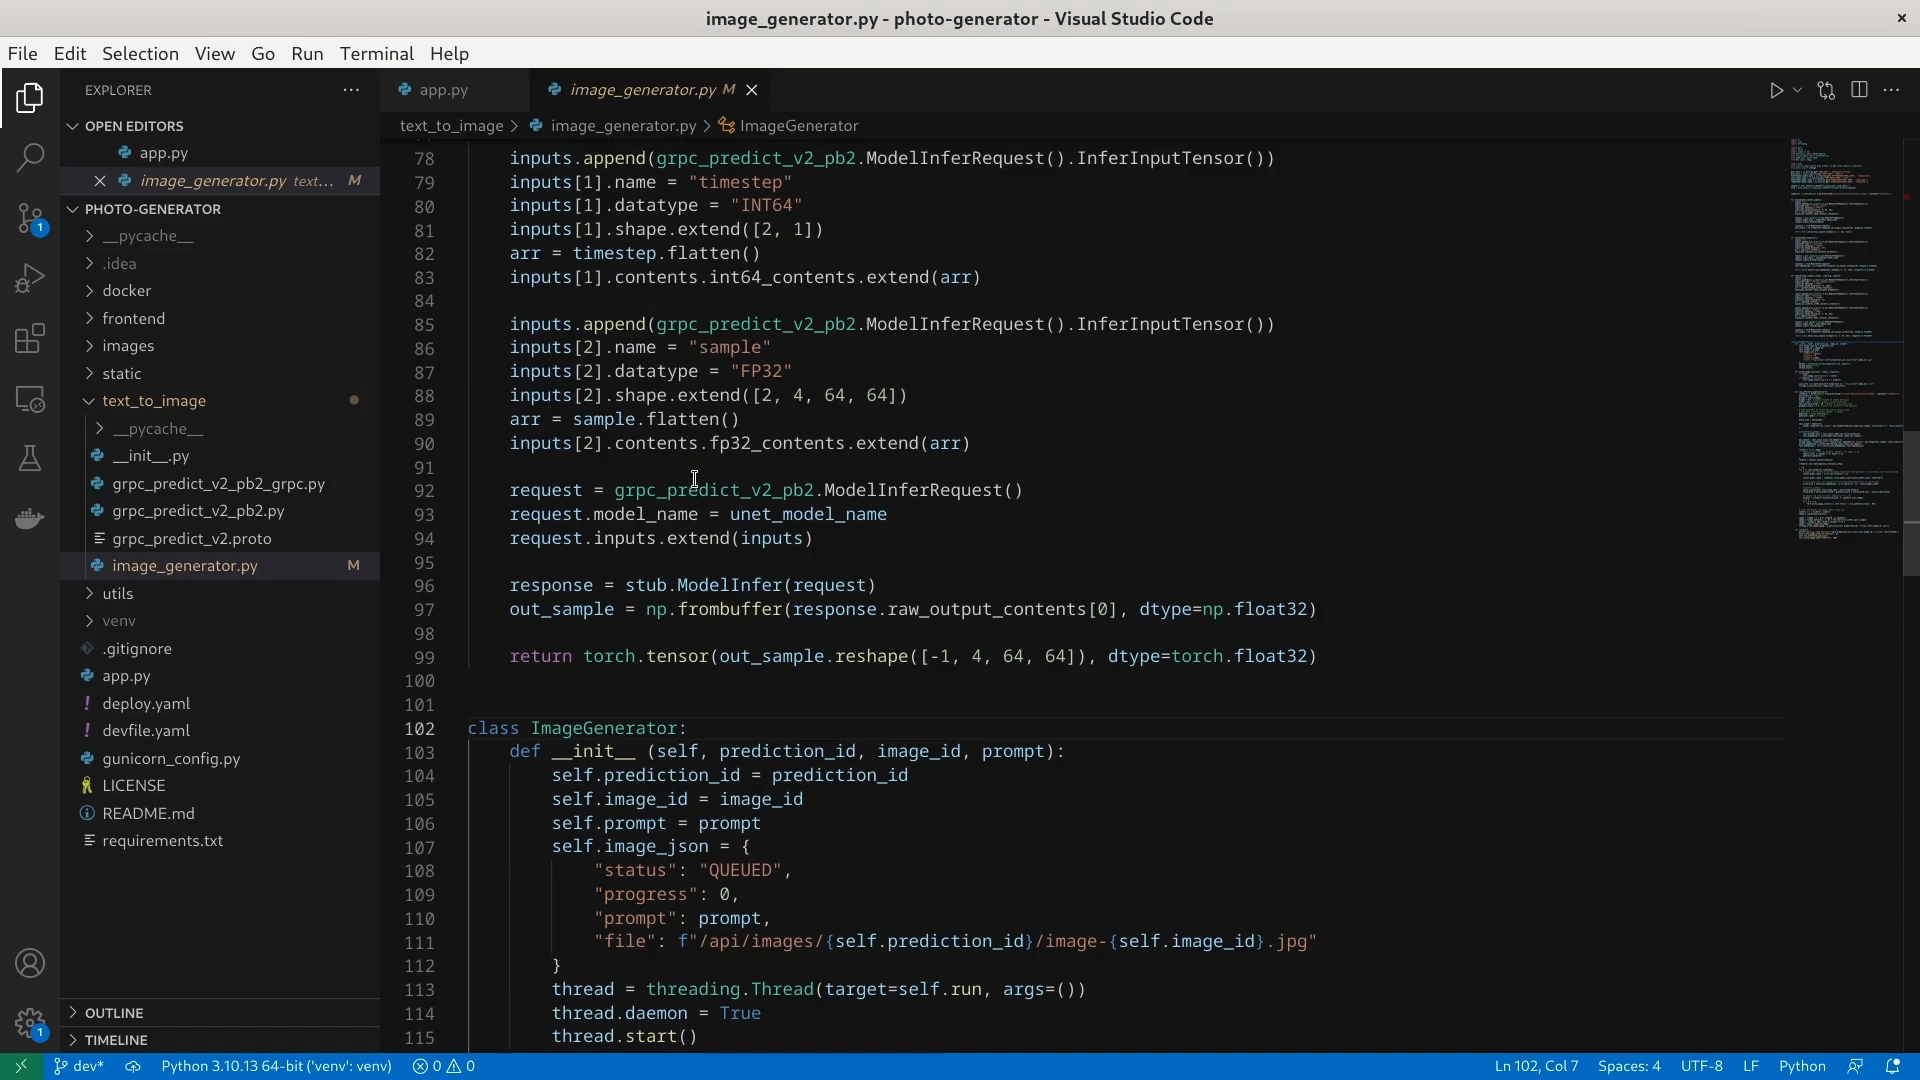 image_generator.py - photo-generator - Visual Studio Code
×
File Edit Selection View Go Run Terminal Help
EXPLORER
OPEN EDITORS
app.py
image_generator.py text... M
PHOTO-GENERATOR
__pycache__
.idea
docker
frontend
images
static
text_to_image
__pycache__
__init__.py
grpc_predict_v2_pb2_grpc.py
grpc_predict_v2_pb2.py
grpc_predict_v2.proto
image_generator.py M
utils
venv
.gitignore
app.py
deploy.yaml
devfile.yaml
gunicorn_config.py
LICENSE
README.md
requirements.txt
OUTLINE
TIMELINE
1
1
app.py image_generator.py M
text_to_image > image_generator.py > ImageGenerator
78 inputs.append(grpc_predict_v2_pb2.ModelInferRequest().InferInputTensor())
79 inputs[1].name = "timestep"
80 inputs[1].datatype = "INT64"
81 inputs[1].shape.extend([2, 1])
82 arr = timestep.flatten()
83 inputs[1].contents.int64_contents.extend(arr)
84
85 inputs.append(grpc_predict_v2_pb2.ModelInferRequest().InferInputTensor())
86 inputs[2].name = "sample"
87 inputs[2].datatype = "FP32"
88 inputs[2].shape.extend([2, 4, 64, 64])
89 arr = sample.flatten()
90 inputs[2].contents.fp32_contents.extend(arr)
91
92 request = grpc_predict_v2_pb2.ModelInferRequest()
93 request.model_name = unet_model_name
94 request.inputs.extend(inputs)
95
96 response = stub.ModelInfer(request)
97 out_sample = np.frombuffer(response.raw_output_contents[0], dtype=np.float32)
98
99 return torch.tensor(out_sample.reshape([-1, 4, 64, 64]), dtype=torch.float32)
100
101
102 class ImageGenerator:
103 def __init__ (self, prediction_id, image_id, prompt):
104 self.prediction_id = prediction_id
105 self.image_id = image_id
106 self.prompt = prompt
107 self.image_json = {
108 "status": "QUEUED",
109 "progress": 0,
110 "prompt": prompt,
111 "file": f"/api/images/{self.prediction_id}/image-{self.image_id}.jpg"
112 }
113 thread = threading.Thread(target=self.run, args=())
114 thread.daemon = True
115 thread.start()
dev* Python 3.10.13 64-bit ('venv': venv) 0 0 Ln 102, Col 7 Spaces: 4 UTF-8 LF Python